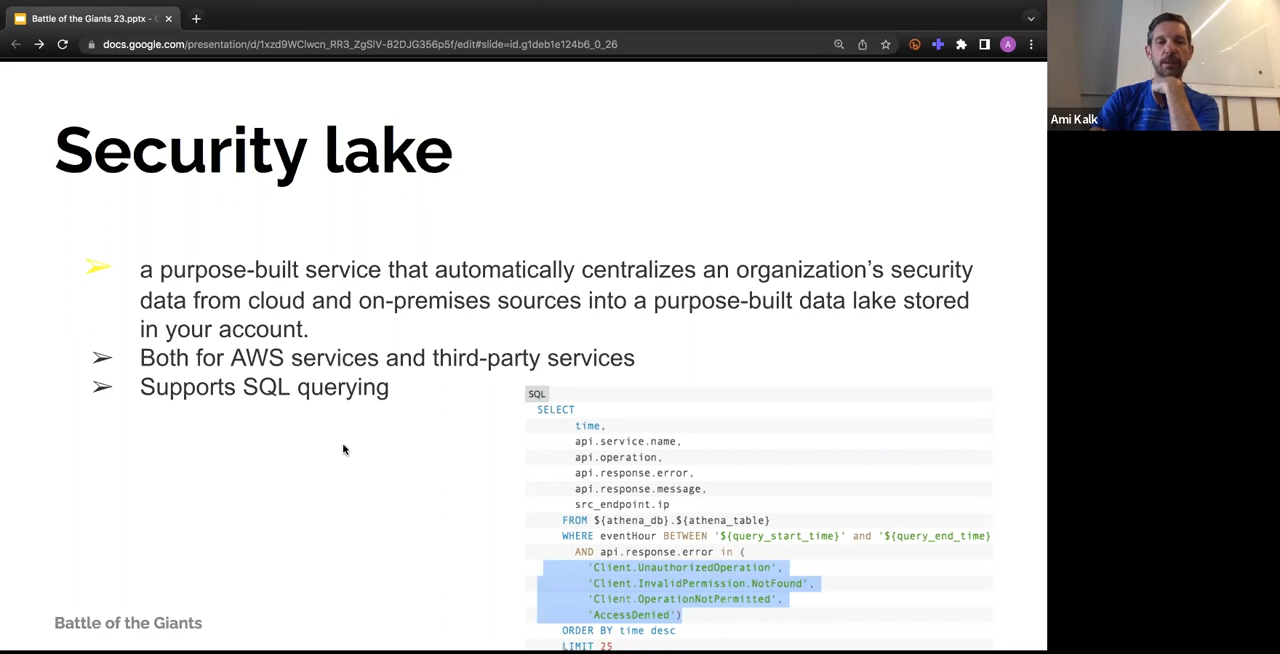 Battle of the Giants 23.pptx -
docs.google.com/presentation/d/1xzd9WClwcn_RR3_ZgSlV-82DJG356p5f/edit#slide=id.g1deb1e124b6_0_26
A
Ami Kalk
Security lake
➢ a purpose-built service that automatically centralizes an organization’s security
data from cloud and on-premises sources into a purpose-built data lake stored
in your account.
➢ Both for AWS services and third-party services
➢ Supports SQL querying
SQL
SELECT
time,
api.service.name,
api.operation,
api.response.error,
api.response.message,
src_endpoint.ip
FROM ${athena_db}.${athena_table}
WHERE eventHour BETWEEN '${query_start_time}' and '${query_end_time}
AND api.response.error in (
'Client.UnauthorizedOperation',
'Client.InvalidPermission.NotFound',
'Client.OperationNotPermitted',
'AccessDenied')
ORDER BY time desc
LIMIT 25
Battle of the Giants